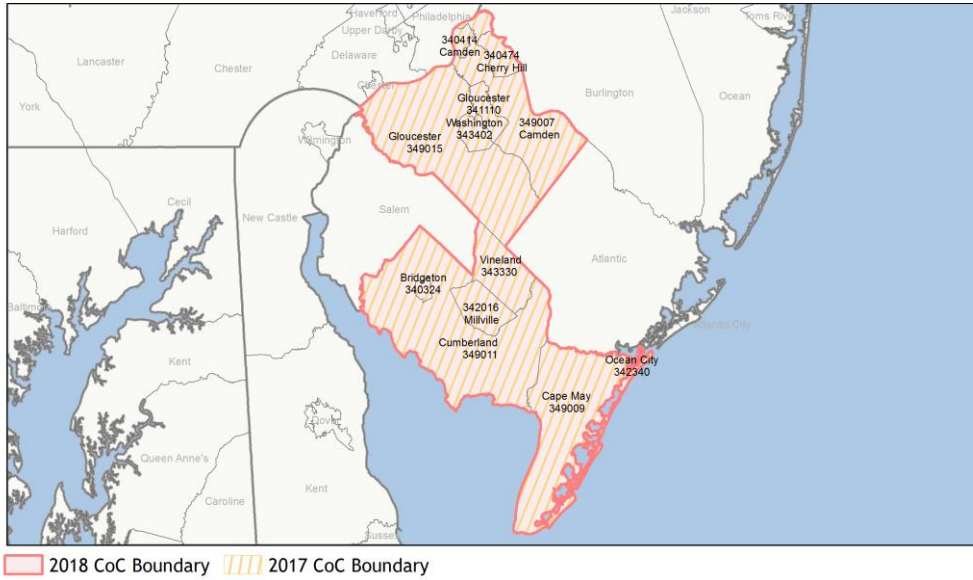 Haverford
Philadelphia
Jackson
Toms River
Upper Darby
Lancaster
Chester
Delaware
340414
Camden
340474
Cherry Hill
Chester
York
Burlington
Ocean
Gloucester
341110
Washington
343402
349007
Camden
Gloucester
349015
Wilmington
Cecil
Harford
New Castle
Salem
Vineland
343330
Atlantic
Bridgeton
340324
342016
Millville
Baltimore
Atlantic City
Cumberland
349011
Kent
Ocean City
342340
Cape May
349009
Dover
Queen Anne's
Kent
Caroline
2018 CoC Boundary 2017 CoC Boundary